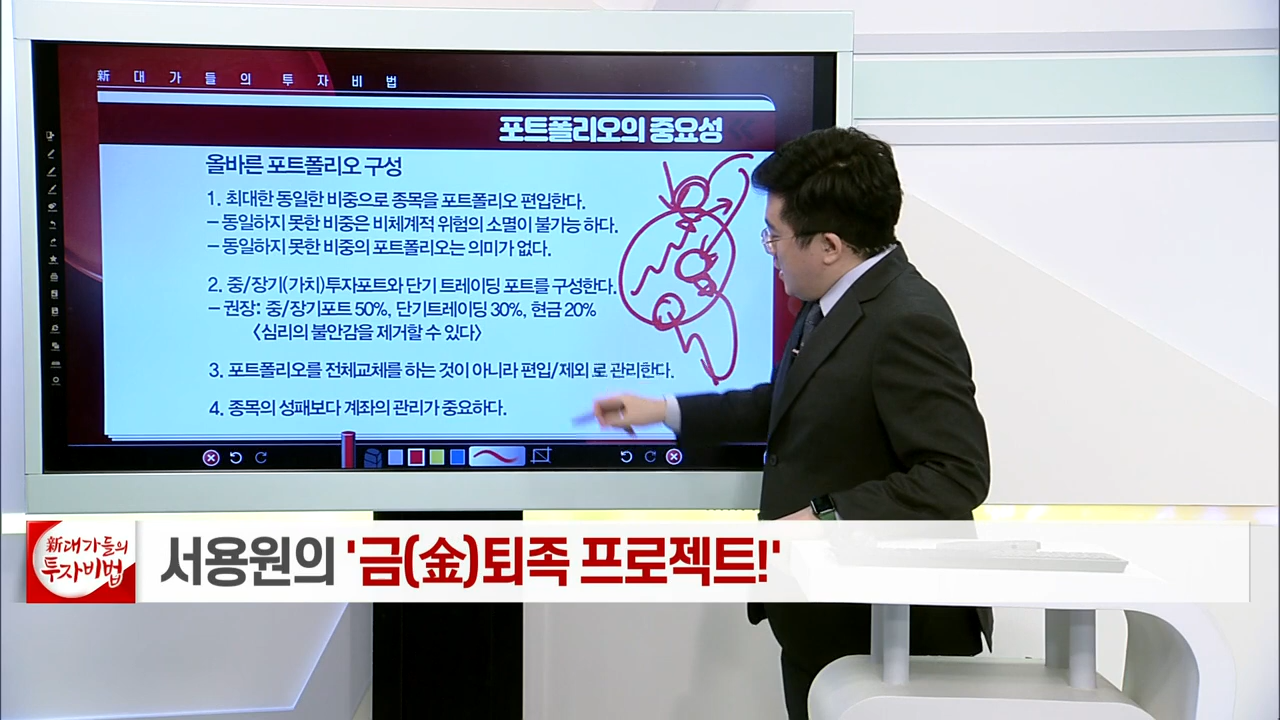 新 대 가 들 의 투 자 비 법
포트폴리오의 중요성
올바른 포트폴리오 구성
1. 최대한 동일한 비중으로 종목을 포트폴리오 편입한다.
– 동일하지 못한 비중은 비체계적 위험의 소멸이 불가능 하다.
– 동일하지 못한 비중의 포트폴리오는 의미가 없다.
2. 중/장기(가치)투자포트와 단기 트레이딩 포트를 구성한다.
– 권장: 중/장기포트 50%, 단기트레이딩 30%, 현금 20%
<심리의 불안감을 제거할 수 있다>
3. 포트폴리오를 전체교체를 하는 것이 아니라 편입/제외 로 관리한다.
4. 종목의 성패보다 계좌의 관리가 중요하다.
新대가들의
투자비법
서용원의 '금(金)퇴족 프로젝트!'